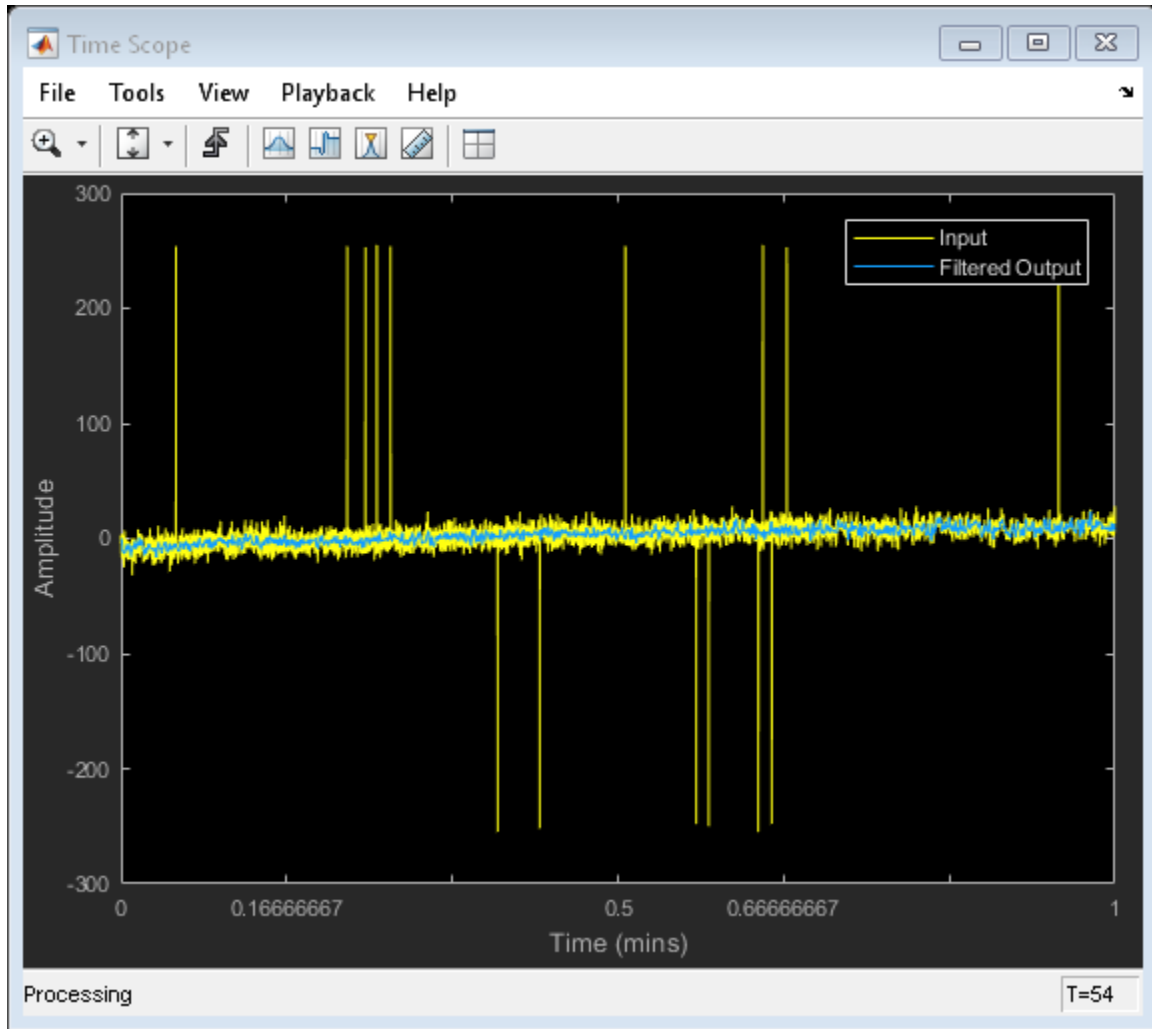 Time Scope
File Tools View Playback Help
300
200
100
0
-100
-200
-300
Amplitude
Input
Filtered Output
0 0.16666667 0.5 0.66666667 1
Time (mins)
Processing T=54